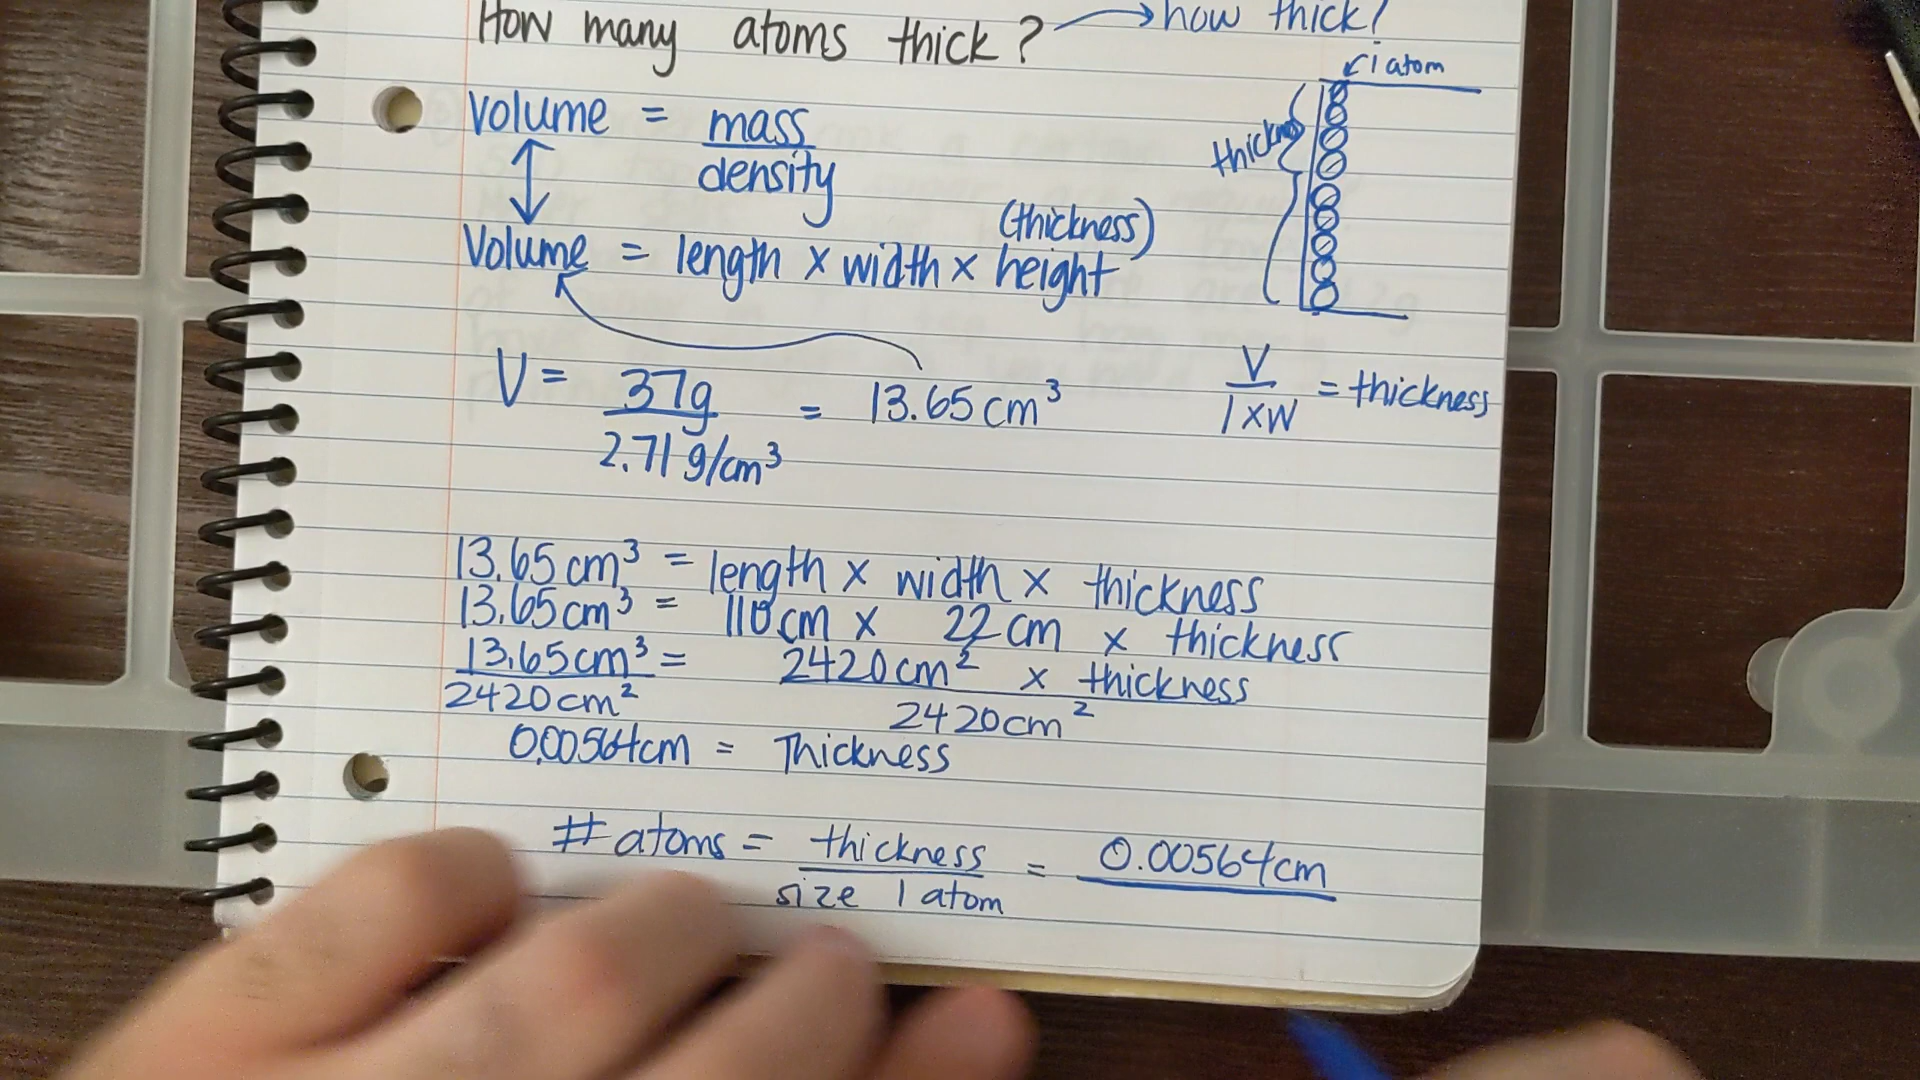 How many atoms thick? → how thick?
↙ 1 atom
thickness
volume = mass / density
(thickness)
Volume = length x width x height
V = 37g / 2.71 g/cm³ = 13.65 cm³
V / l x W = thickness
13.65 cm³ = length x width x thickness
13.65 cm³ = 110 cm x 22 cm x thickness
13.65 cm³ / 2420 cm² = 2420 cm² x thickness / 2420 cm²
0.00564 cm = Thickness
# atoms = thickness / size 1 atom = 0.00564 cm